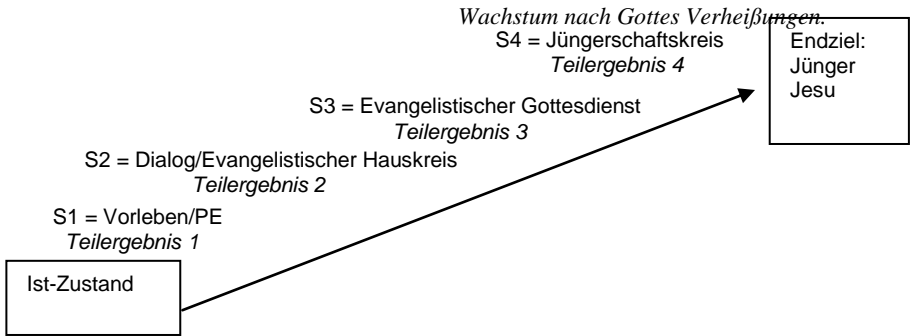 Wachstum nach Gottes Verheißungen.
S4 = Jüngerschaftskreis
Teilergebnis 4
Endziel:
Jünger
Jesu
S3 = Evangelistischer Gottesdienst
Teilergebnis 3
S2 = Dialog/Evangelistischer Hauskreis
Teilergebnis 2
S1 = Vorleben/PE
Teilergebnis 1
Ist-Zustand